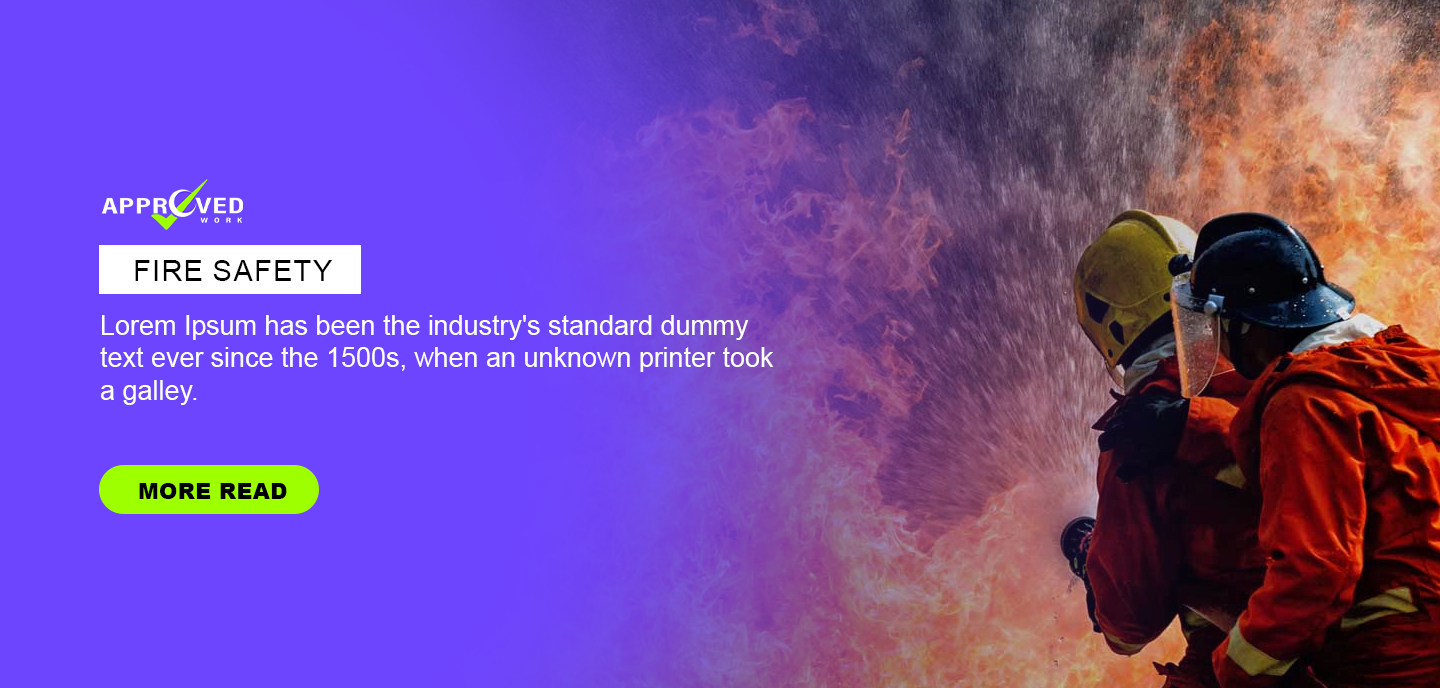 APPROVED
WORK
FIRE SAFETY
Lorem Ipsum has been the industry's standard dummy
text ever since the 1500s, when an unknown printer took
a galley.
MORE READ